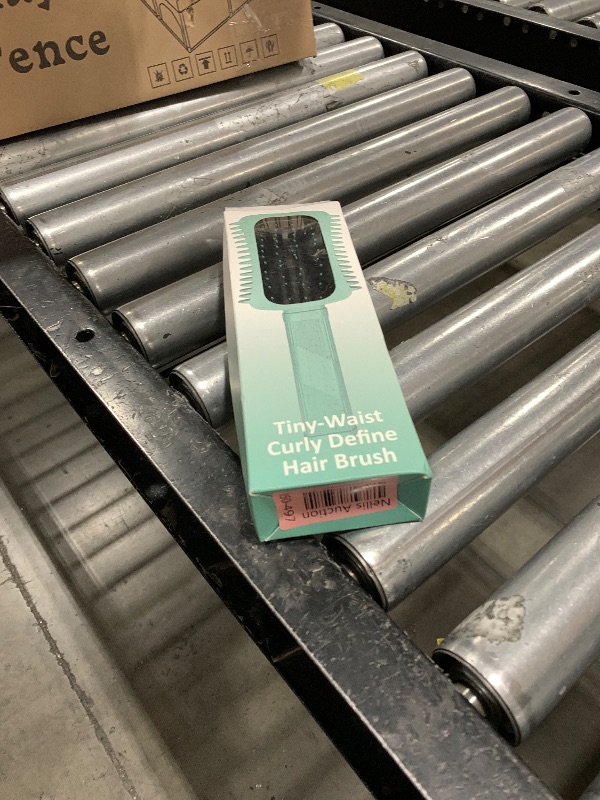 ence
Tiny-Waist
Curly Define
Hair Brush
Nellis Auction